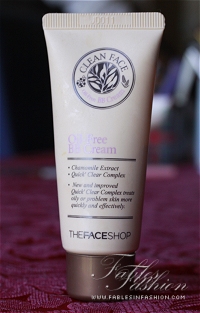 CLEAN FACE
Oil-Free
BB Cream
• Chamomile Extract
• Quick Clear Complex
• New and improved
Quick Clear Complex treats
oily or problem skin more
quickly and effectively.
THEFACESHOP
Fables in
Fashion
WWW.FABLESINFASHION.COM